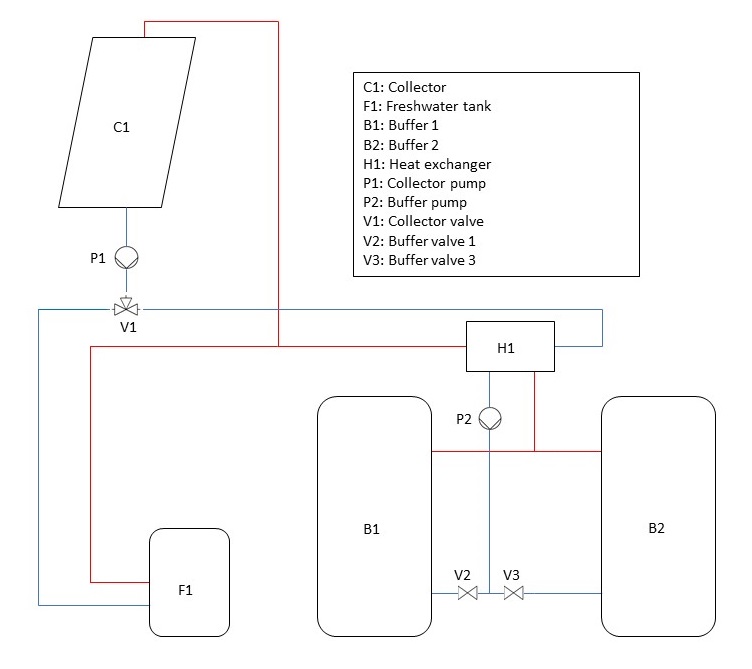 C1
C1: Collector
F1: Freshwater tank
B1: Buffer 1
B2: Buffer 2
H1: Heat exchanger
P1: Collector pump
P2: Buffer pump
V1: Collector valve
V2: Buffer valve 1
V3: Buffer valve 3
P1
V1
H1
P2
B1
B2
V2
V3
F1